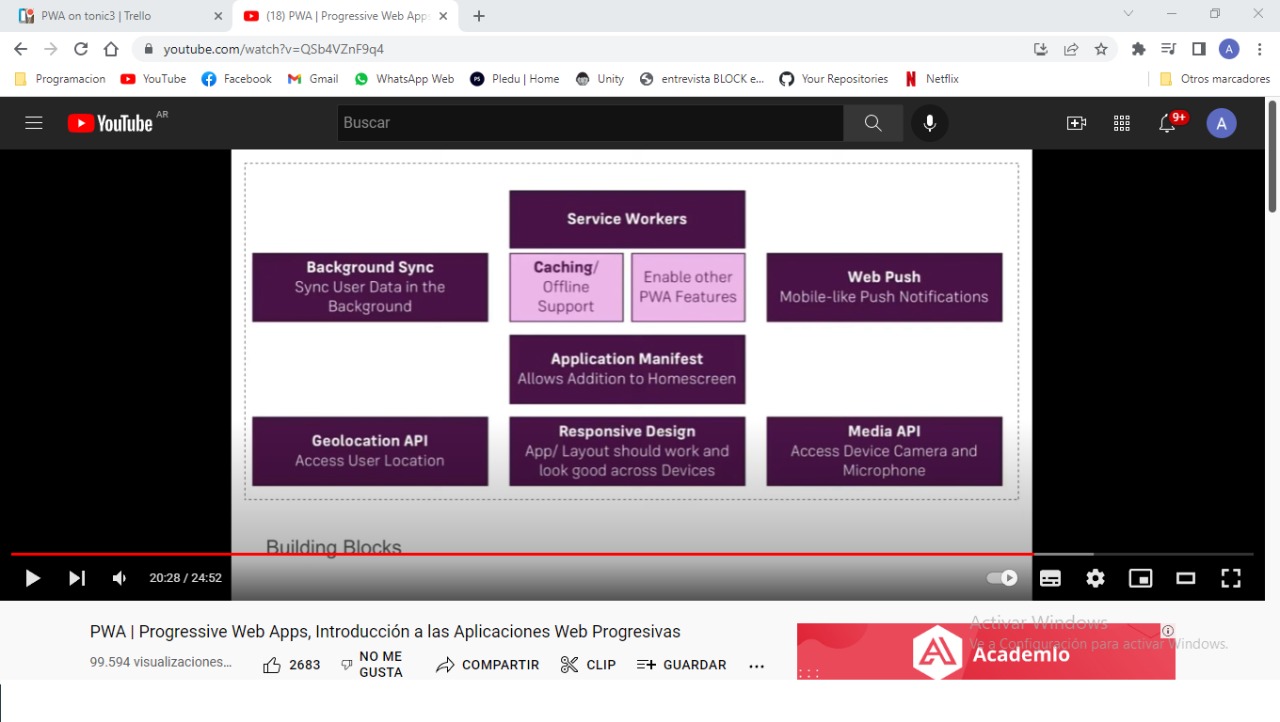 PWA on tonic3 | Trello
(18) PWA | Progressive Web Apps
youtube.com/watch?v=QSb4VZnF9q4
A
Programacion
YouTube
Facebook
Gmail
WhatsApp Web
Pledu | Home
Unity
entrevista BLOCK e...
Your Repositories
Netflix
Otros marcadores
YouTube AR
Buscar
9+
A
Service Workers
Background Sync
Sync User Data in the
Background
Caching/
Offline
Support
Enable other
PWA Features
Web Push
Mobile-like Push Notifications
Application Manifest
Allows Addition to Homescreen
Geolocation API
Access User Location
Responsive Design
App/ Layout should work and
look good across Devices
Media API
Access Device Camera and
Microphone
Building Blocks
20:28 / 24:52
PWA | Progressive Web Apps, Introducción a las Aplicaciones Web Progresivas
99.594 visualizaciones...
2683
NO ME
GUSTA
COMPARTIR
CLIP
GUARDAR
Activar Windows
Ve a Configuración para activar Windows.
Academlo